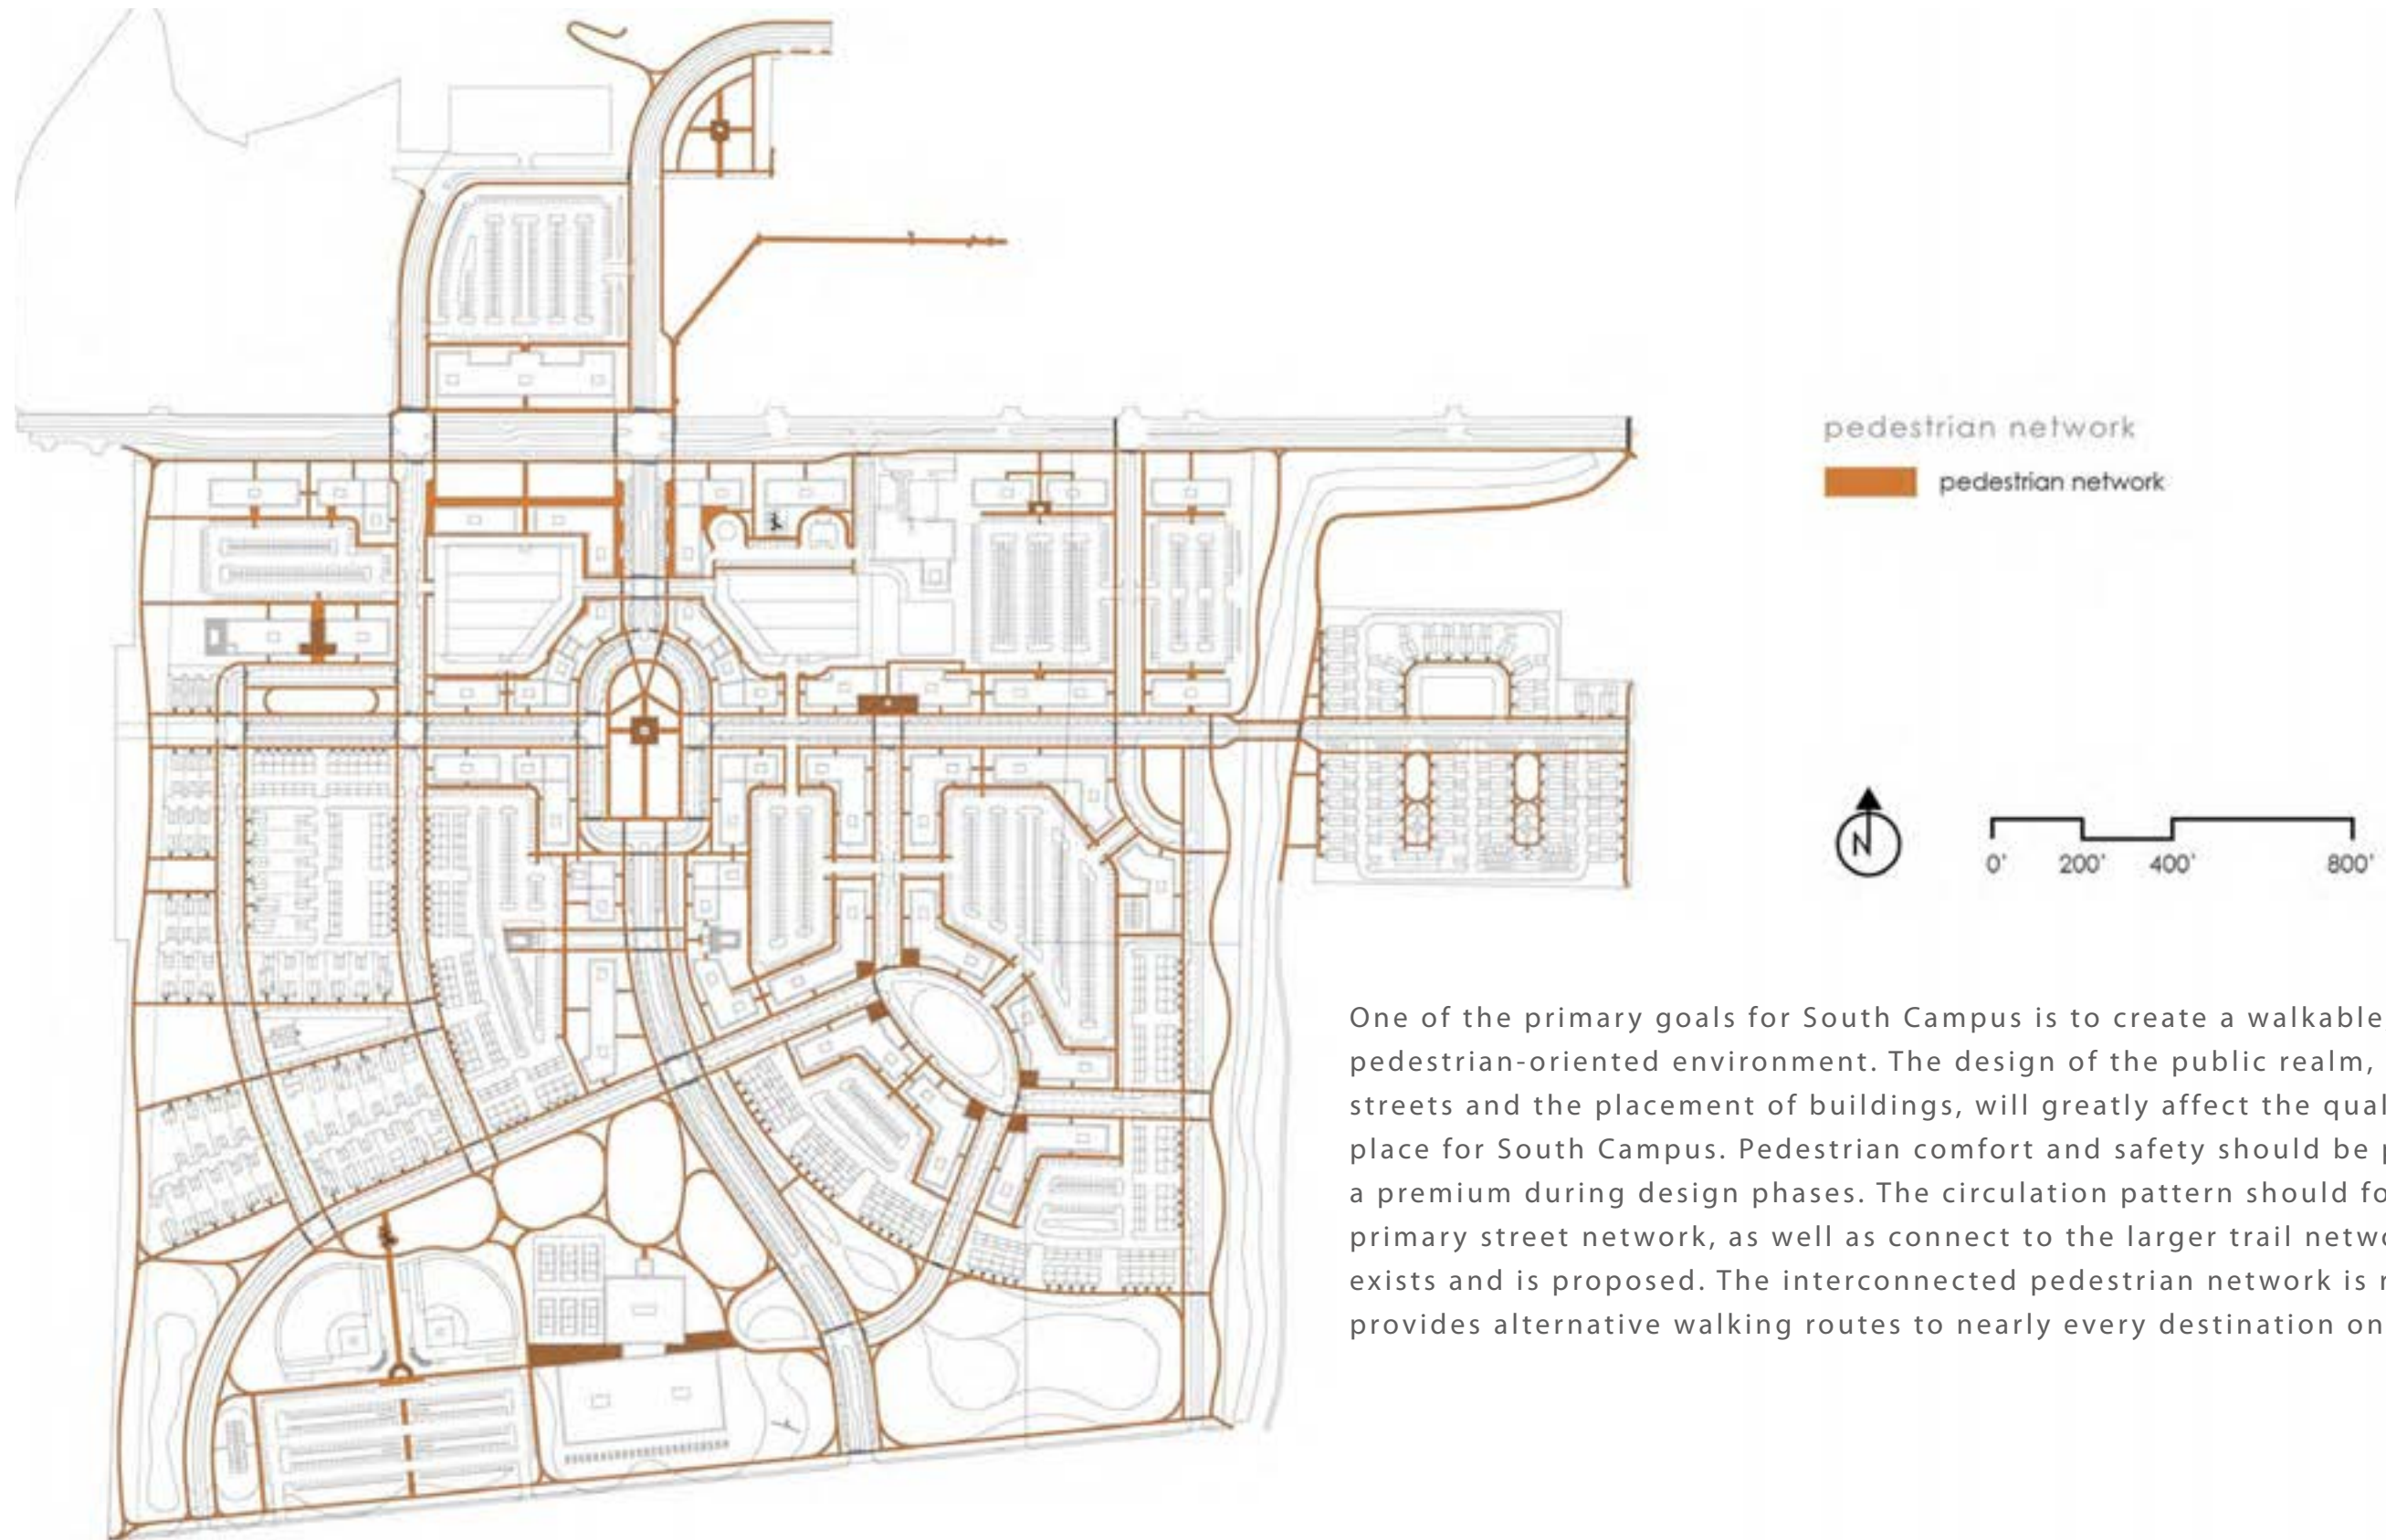 pedestrian network
pedestrian network
N
0' 200' 400' 800'
One of the primary goals for South Campus is to create a walkable
pedestrian-oriented environment. The design of the public realm,
streets and the placement of buildings, will greatly affect the qual
place for South Campus. Pedestrian comfort and safety should be p
a premium during design phases. The circulation pattern should fo
primary street network, as well as connect to the larger trail netwo
exists and is proposed. The interconnected pedestrian network is
provides alternative walking routes to nearly every destination on